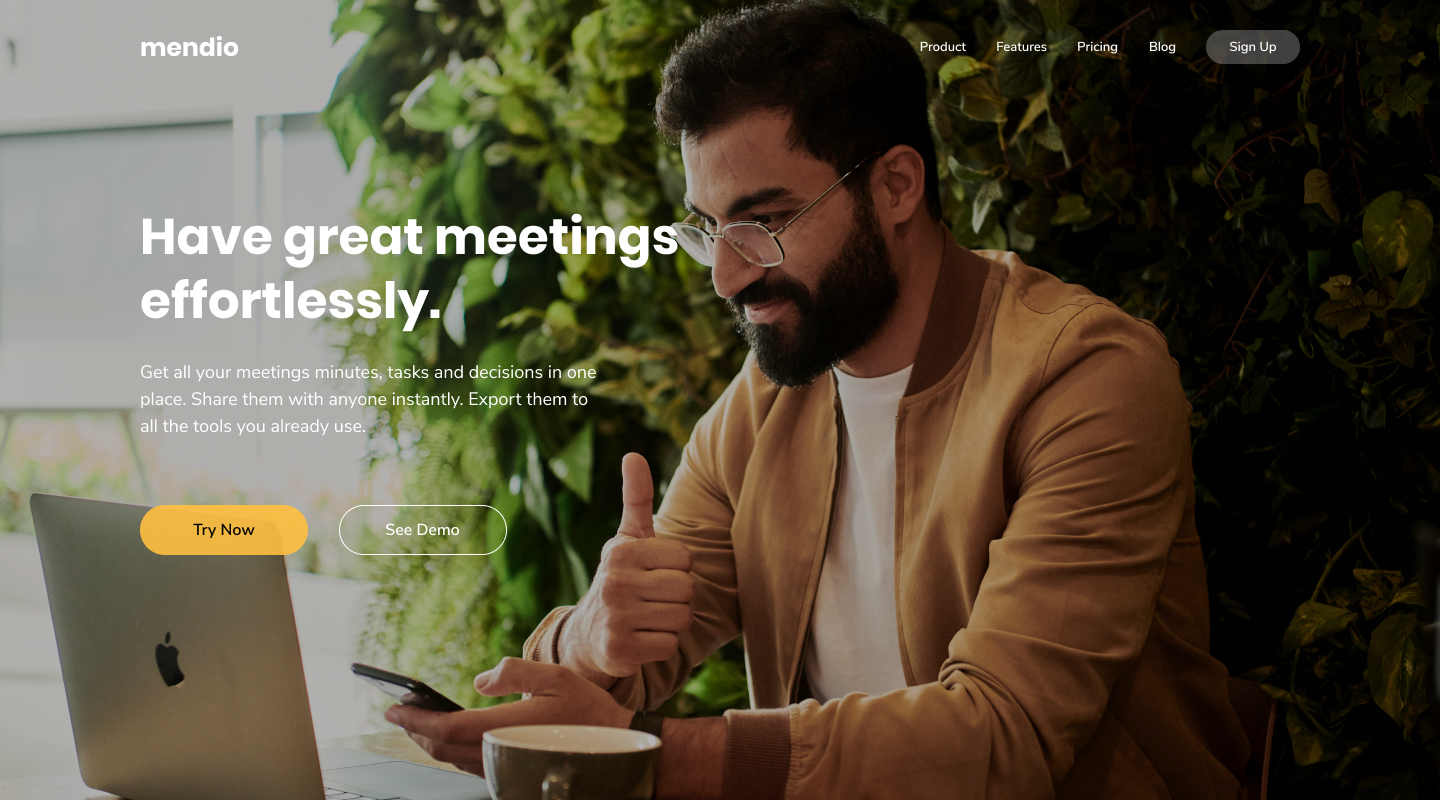 mendio
Product
Features
Pricing
Blog
Sign Up
Have great meetings
effortlessly.
Get all your meetings minutes, tasks and decisions in one
place. Share them with anyone instantly. Export them to
all the tools you already use.
Try Now
See Demo